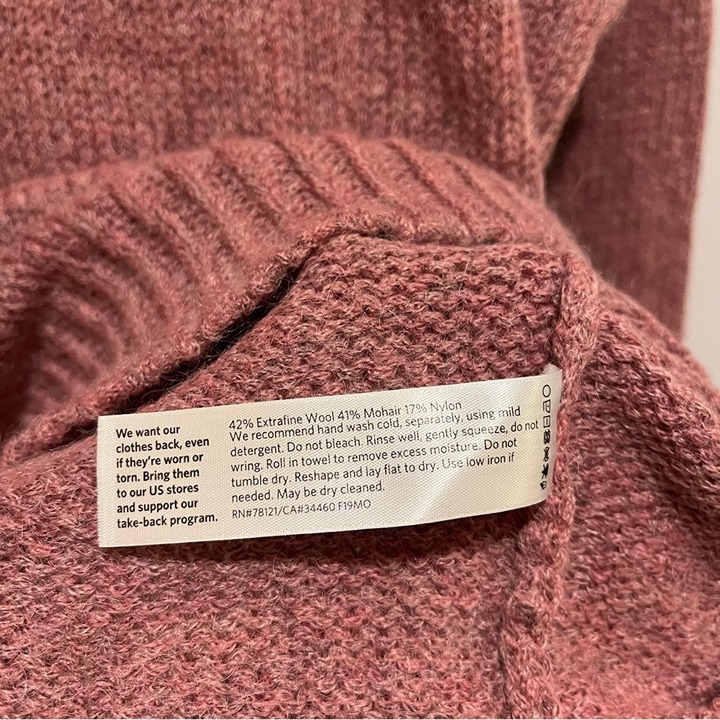 We want our
clothes back, even
if they're worn or
torn. Bring them
to our US stores
and support our
take-back program.
42% Extrafine Wool 41% Mohair 17% Nylon
We recommend hand wash cold, separately, using mild
detergent. Do not bleach. Rinse well, gently squeeze, do not
wring. Roll in towel to remove excess moisture. Do not
tumble dry. Reshape and lay flat to dry. Use low iron if
needed. May be dry cleaned.
RN#78121/CA#34460 F19MO